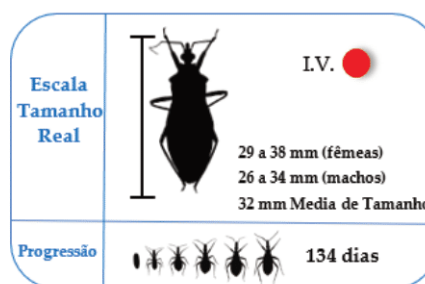 Escala
Tamanho
Real
I.V.
29 a 38 mm (fêmeas)
26 a 34 mm (machos)
32 mm Media de Tamanho
Progressão
134 dias